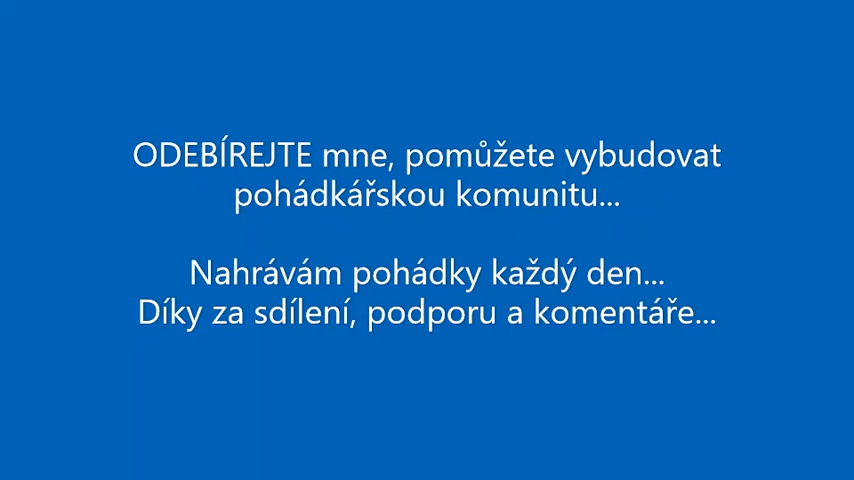 ODEBÍREJTE mne, pomůžete vybudovat
pohádkářskou komunitu...
Nahrávám pohádky každý den...
Díky za sdílení, podporu a komentáře...